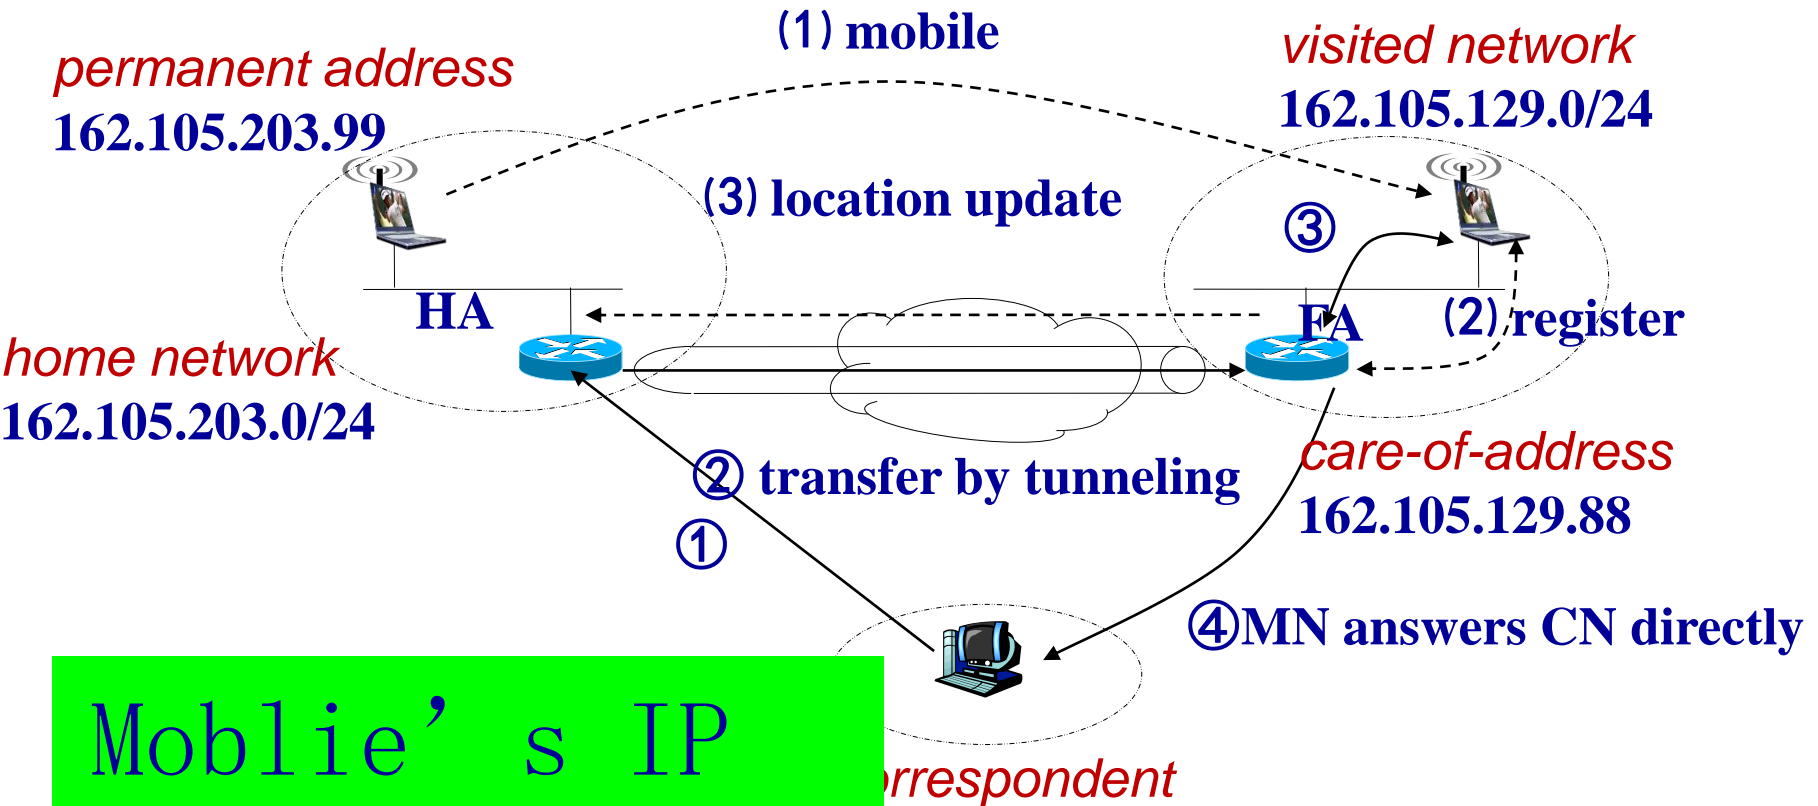 (1) mobile
visited network
permanent address
162.105.129.0/24
162.105.203.99
(3) location update
③
HA
FA
(2) register
home network
162.105.203.0/24
care-of-address
② transfer by tunneling
162.105.129.88
①
④MN answers CN directly
Moblie’s IP
orrespondent